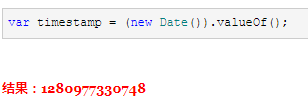 var timestamp = (new Date()).valueOf();
结果：1280977330748